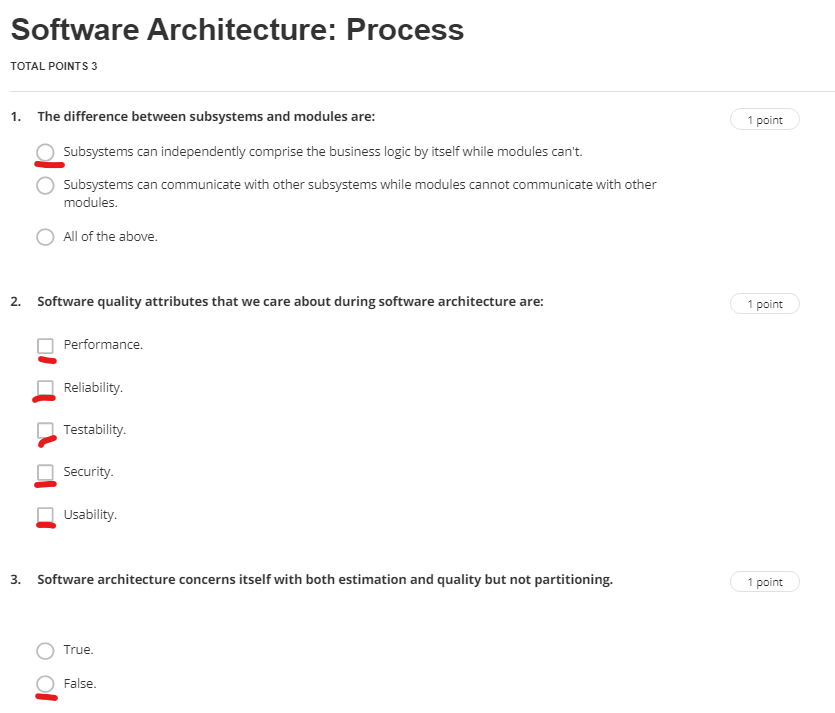 Software Architecture: Process
TOTAL POINTS 3
1. The difference between subsystems and modules are:
1 point
Subsystems can independently comprise the business logic by itself while modules can't.
Subsystems can communicate with other subsystems while modules cannot communicate with other
modules.
All of the above.
2. Software quality attributes that we care about during software architecture are:
1 point
Performance.
Reliability.
Testability.
Security.
Usability.
3. Software architecture concerns itself with both estimation and quality but not partitioning.
1 point
True.
False.